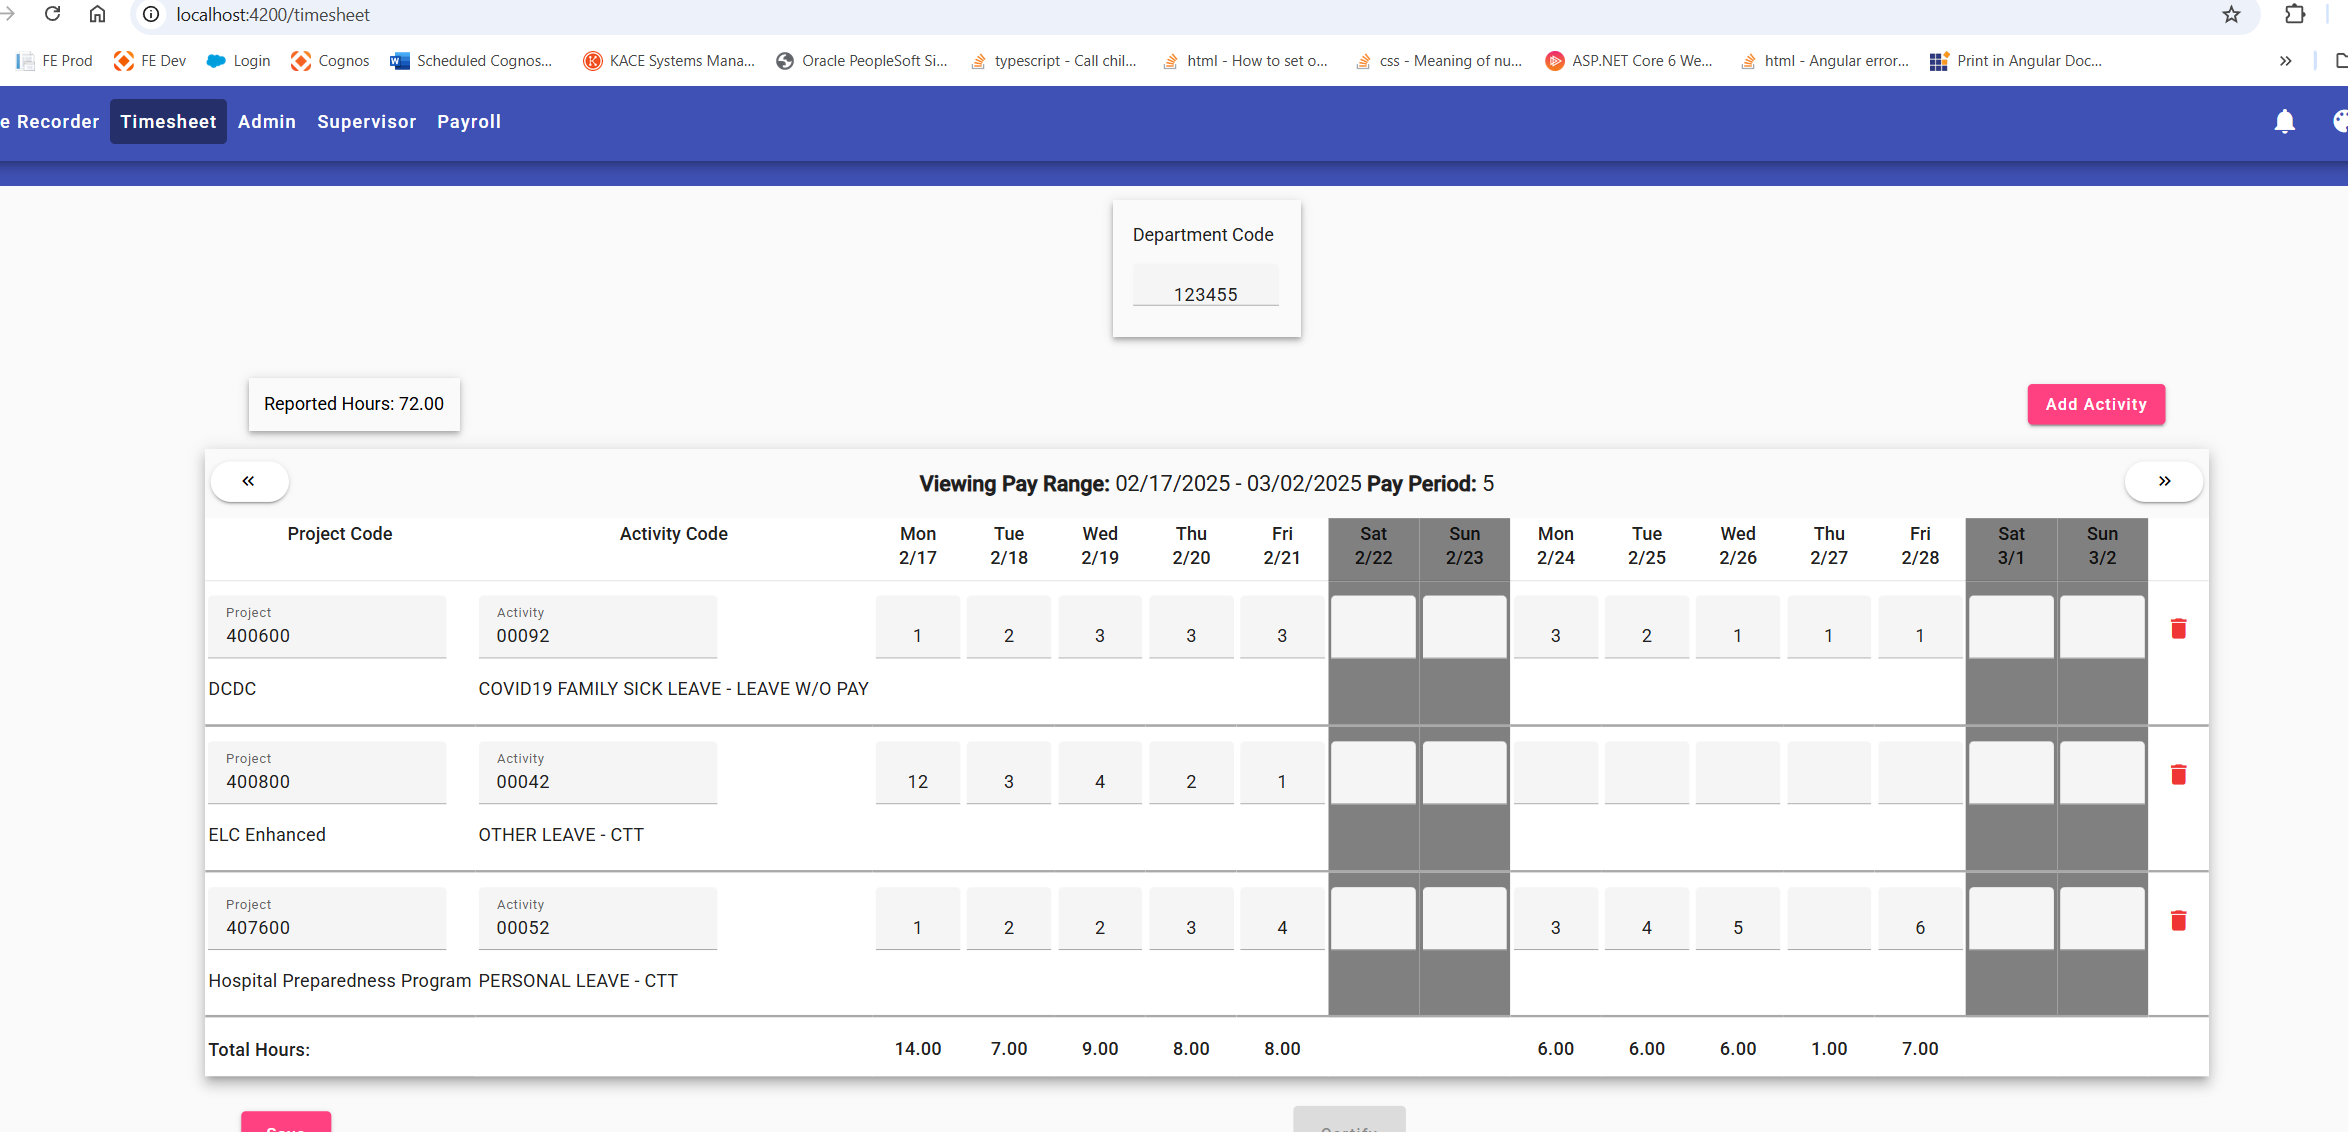 localhost:4200/timesheet
FE Prod FE Dev Login Cognos Scheduled Cognos... KACE Systems Mana... Oracle PeopleSoft Si... typescript - Call chil... html - How to set o... css - Meaning of nu... ASP.NET Core 6 We... html - Angular error... Print in Angular Doc... »
e Recorder Timesheet Admin Supervisor Payroll
Department Code
123455
Reported Hours: 72.00 Add Activity
« Viewing Pay Range: 02/17/2025 - 03/02/2025 Pay Period: 5 »
Project Code Activity Code Mon Tue Wed Thu Fri Sat Sun Mon Tue Wed Thu Fri Sat Sun
2/17 2/18 2/19 2/20 2/21 2/22 2/23 2/24 2/25 2/26 2/27 2/28 3/1 3/2
Project Activity
400600 00092 1 2 3 3 3 3 2 1 1 1
DCDC COVID19 FAMILY SICK LEAVE - LEAVE W/O PAY
Project Activity
400800 00042 12 3 4 2 1
ELC Enhanced OTHER LEAVE - CTT
Project Activity
407600 00052 1 2 2 3 4 3 4 5 6
Hospital Preparedness Program PERSONAL LEAVE - CTT
Total Hours: 14.00 7.00 9.00 8.00 8.00 6.00 6.00 6.00 1.00 7.00